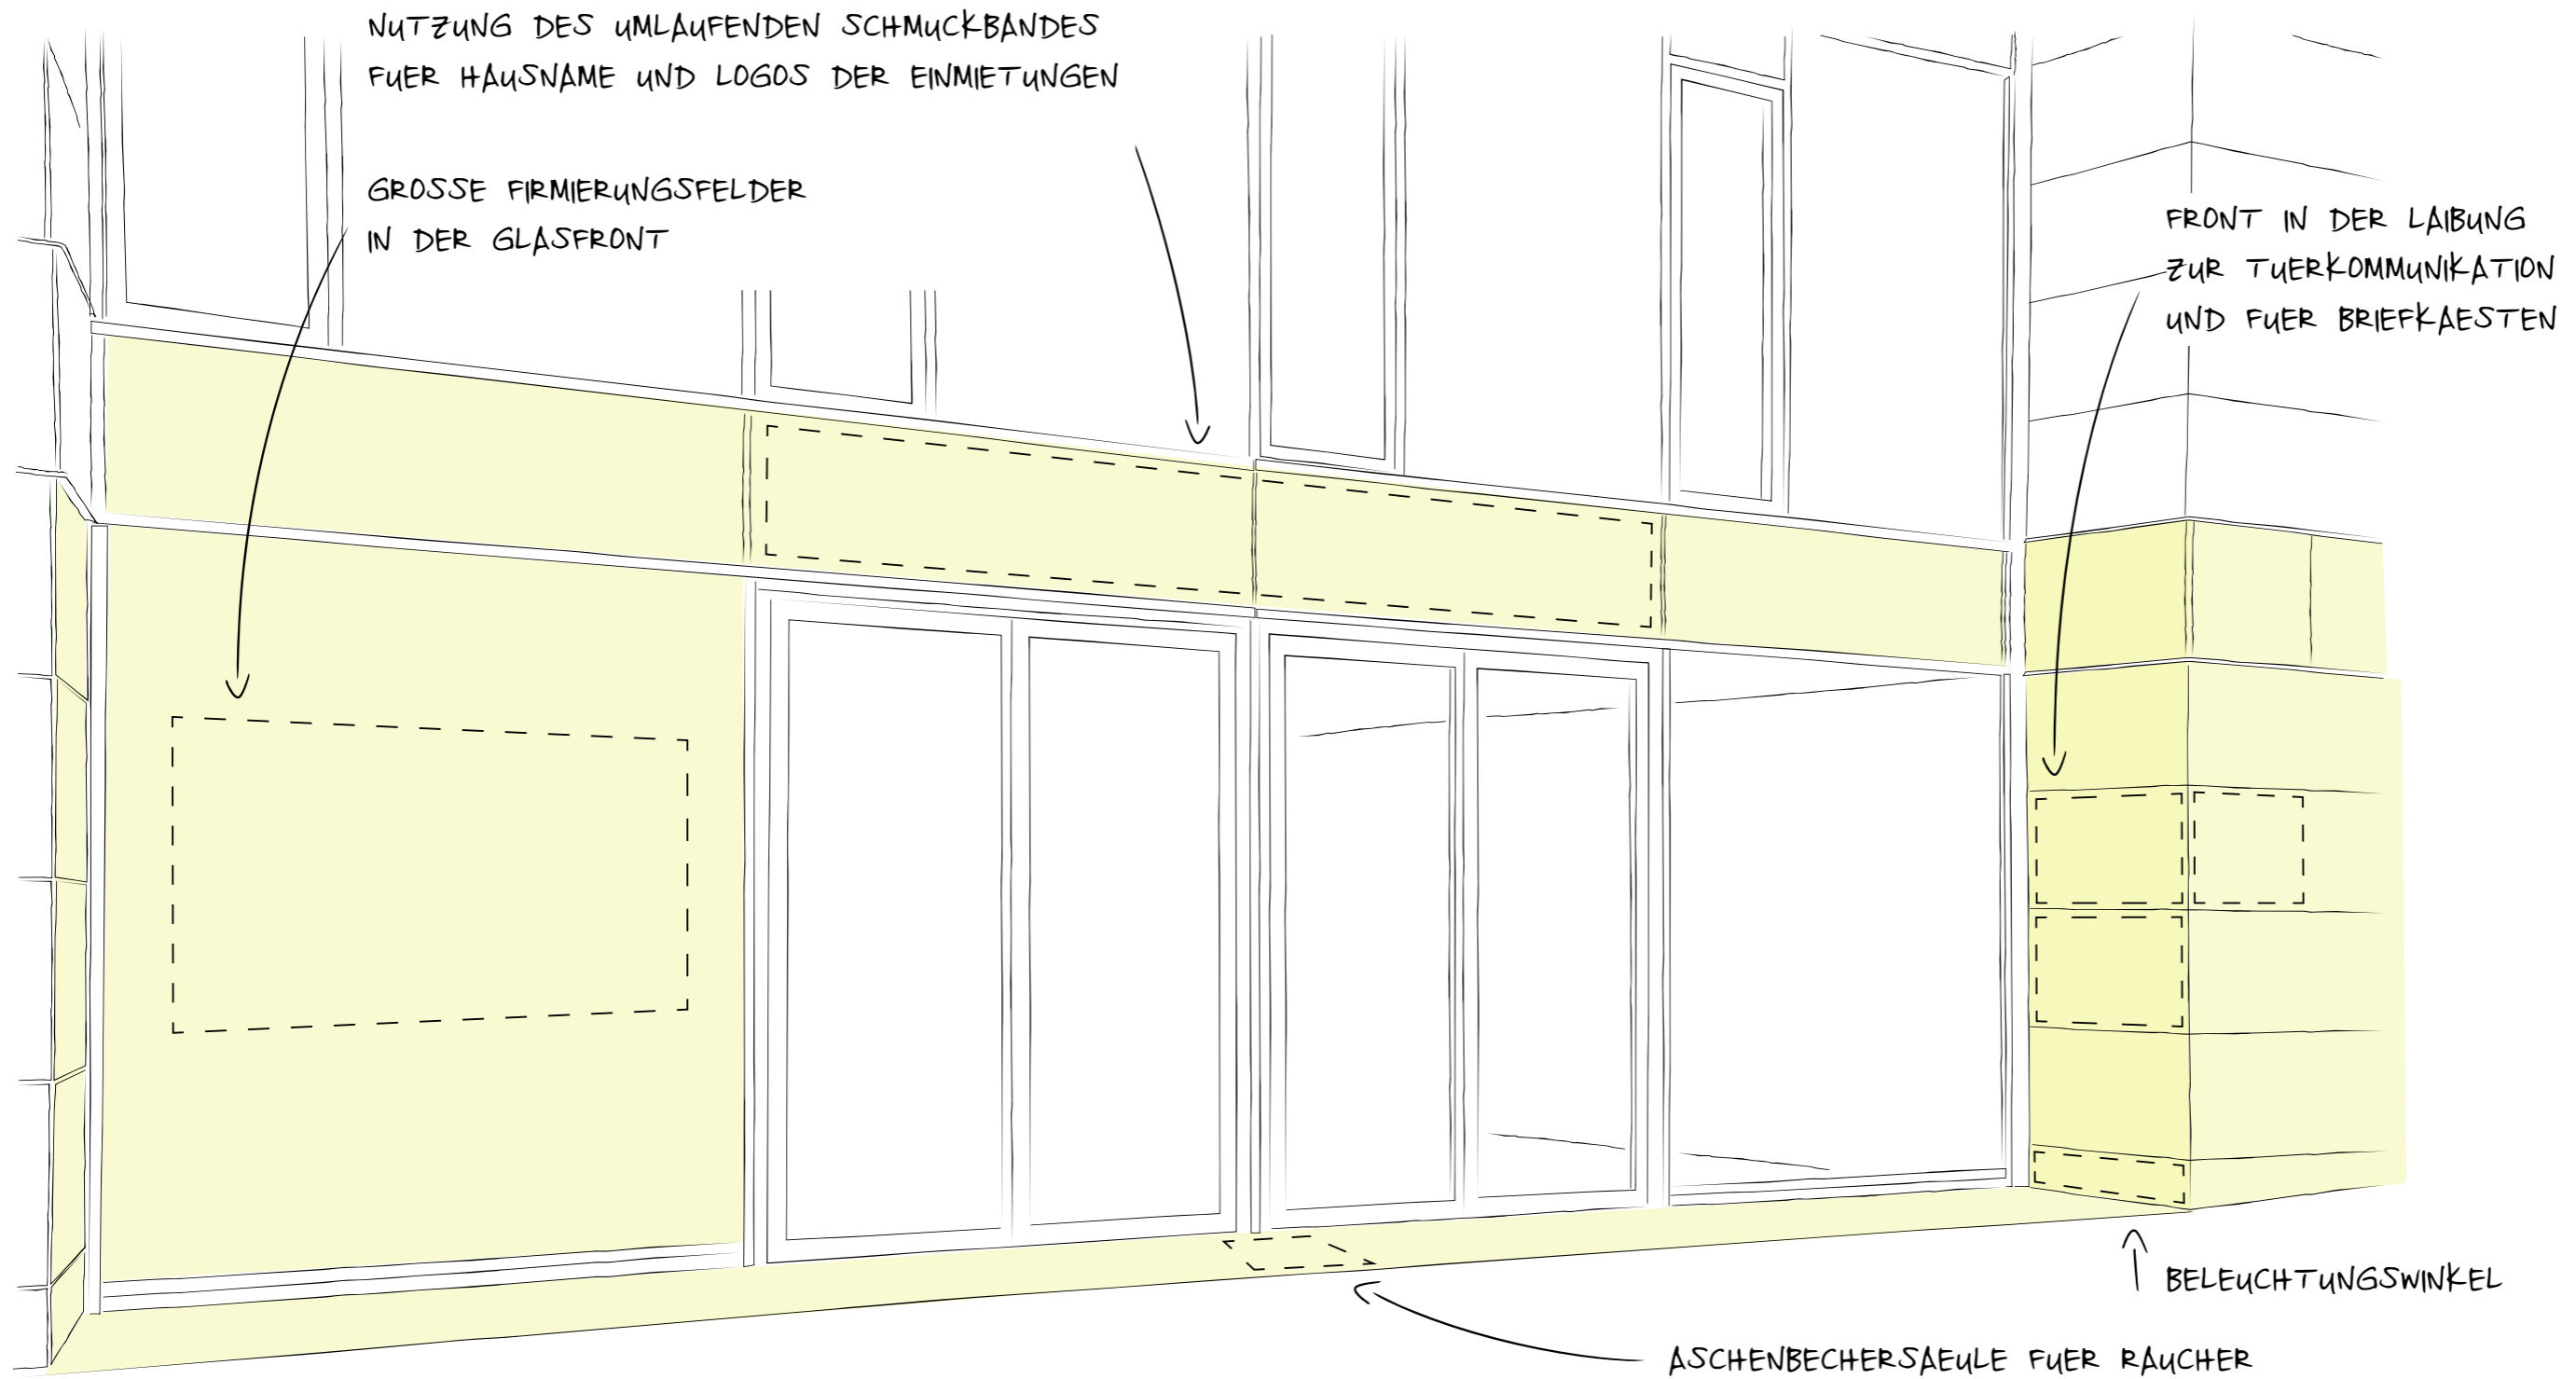 NUTZUNG DES UMLAUFENDEN SCHMUCKBANDES
FUER HAUSNAME UND LOGOS DER EINMIETUNGEN
GROSSE FIRMIERUNGSFELDER
IN DER GLASFRONT
FRONT IN DER LAIBUNG
ZUR TUERKOMMUNIKATION
UND FUER BRIEFKAESTEN
BELEUCHTUNGSWINKEL
ASCHENBECHERSAEULE FUER RAUCHER